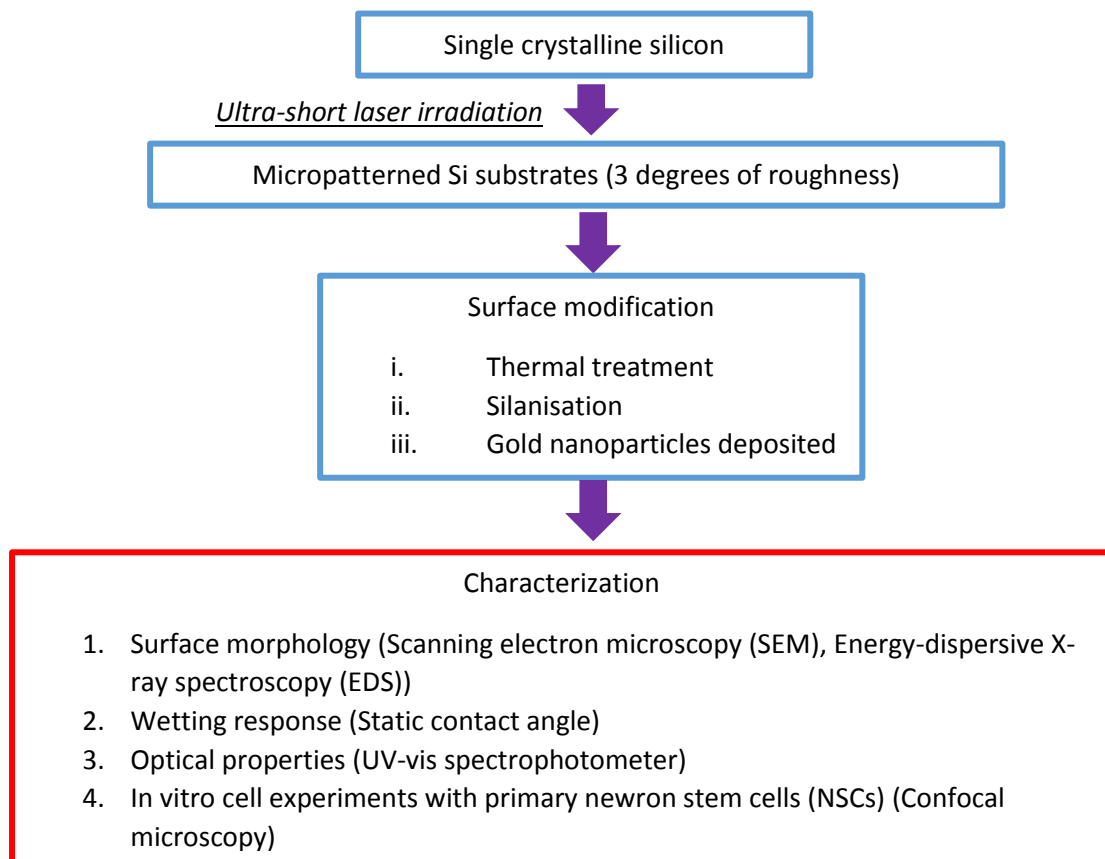 Single crystalline silicon
Ultra-short laser irradiation
Micropatterned Si substrates (3 degrees of roughness)
Surface modification
i. Thermal treatment
ii. Silanisation
iii. Gold nanoparticles deposited
Characterization
1. Surface morphology (Scanning electron microscopy (SEM), Energy-dispersive X-
ray spectroscopy (EDS))
2. Wetting response (Static contact angle)
3. Optical properties (UV-vis spectrophotometer)
4. In vitro cell experiments with primary newron stem cells (NSCs) (Confocal
microscopy)